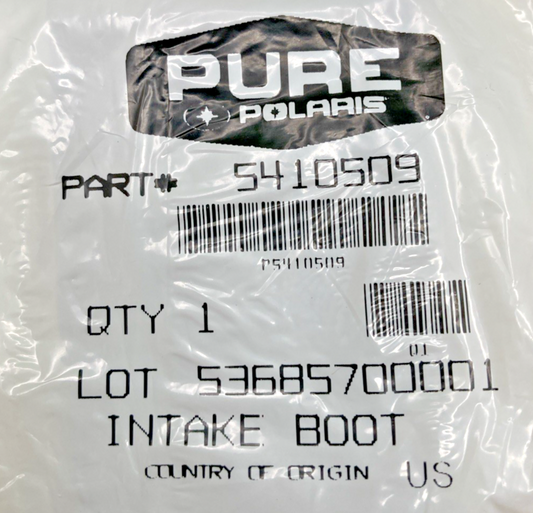 PURE
POLARIS
PART# 5410509
P5410509
QTY 1
01
LOT 53685700001
INTAKE BOOT
COUNTRY OF ORIGIN US